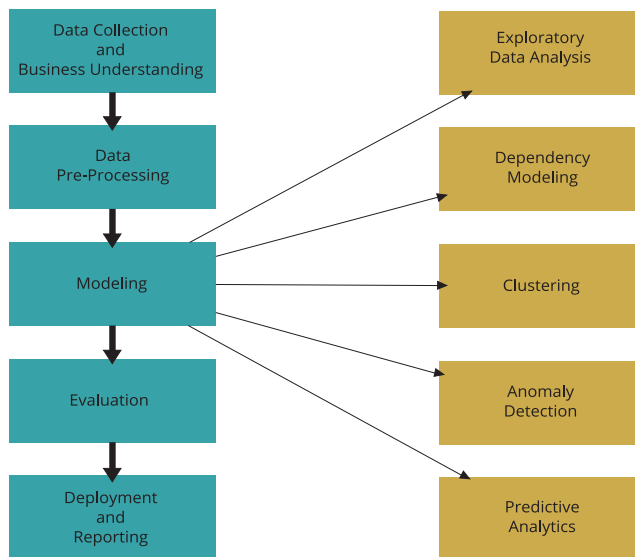 Data Collection
and
Business Understanding
Data
Pre-Processing
Modeling
Evaluation
Deployment
and
Reporting
Exploratory
Data Analysis
Dependency
Modeling
Clustering
Anomaly
Detection
Predictive
Analytics